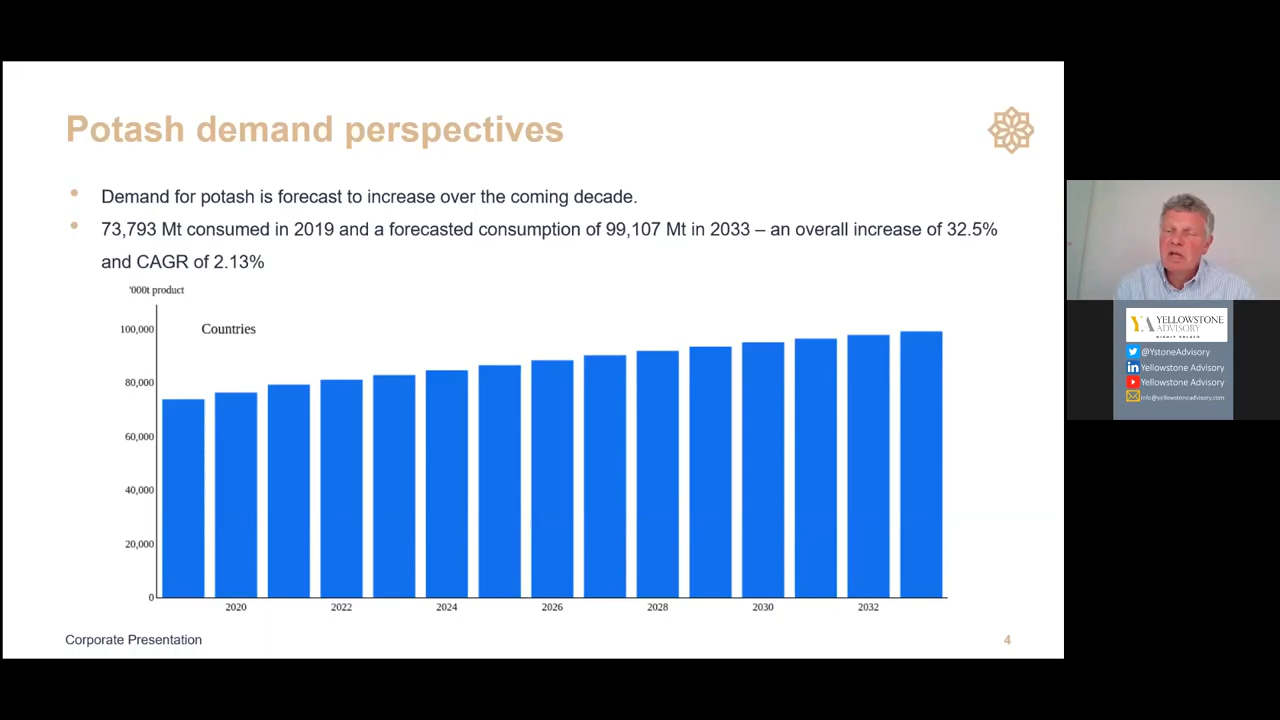 Potash demand perspectives
Demand for potash is forecast to increase over the coming decade.
73,793 Mt consumed in 2019 and a forecasted consumption of 99,107 Mt in 2033 – an overall increase of 32.5%
and CAGR of 2.13%
'000t product
Countries
100,000
80,000
60,000
40,000
20,000
0
2020 2022 2024 2026 2028 2030 2032
Corporate Presentation
4
YA YELLOWSTONE
ADVISORY
@YstoneAdvisory
in Yellowstone Advisory
Yellowstone Advisory
info@yellowstoneadvisory.com